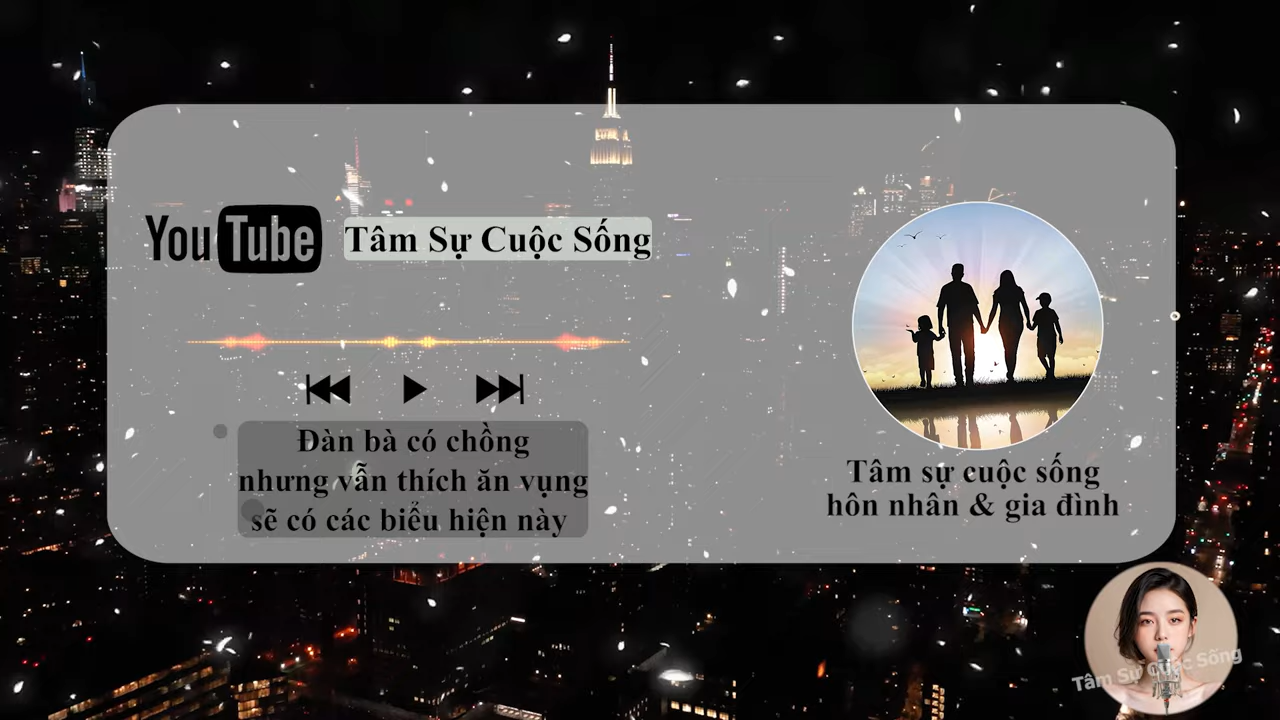 YouTube
Tâm Sự Cuộc Sống
Đàn bà có chồng
nhưng vẫn thích ăn vụng
sẽ có các biểu hiện này
Tâm sự cuộc sống
hôn nhân & gia đình
Tâm Sự Cuộc Sống